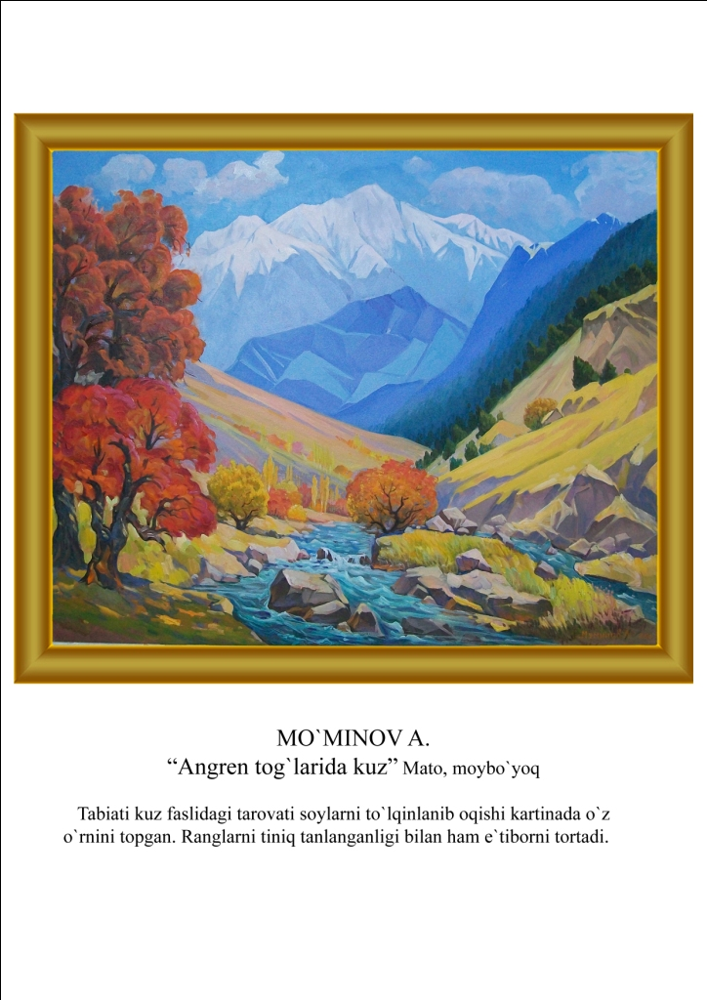 MO`MINOV A.
“Angren tog`larida kuz” Mato, moybo`yoq
Tabiati kuz faslidagi tarovati soylarni to`lqinlanib oqishi kartinada o`z
o`rnini topgan. Ranglarni tiniq tanlanganligi bilan ham e`tiborni tortadi.